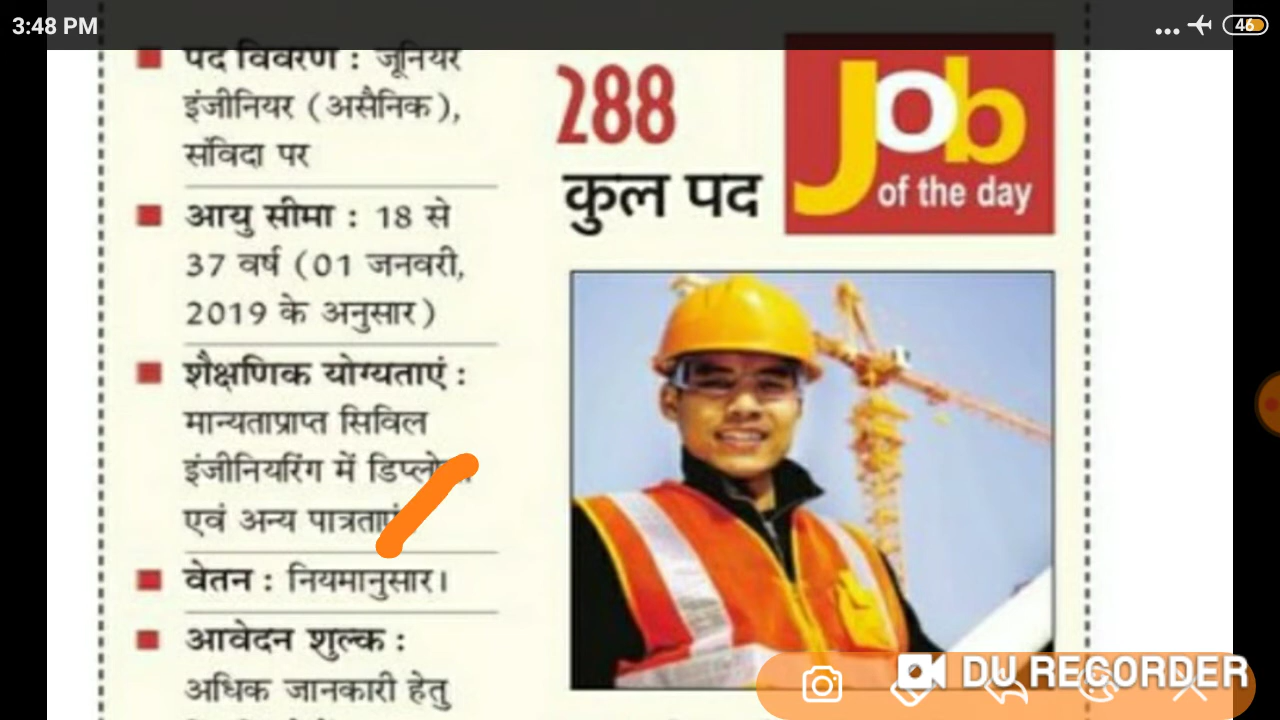 3:48 PM
46
पद विवरण : जूनियर
इंजीनियर (असैनिक),
संविदा पर
आयु सीमा : 18 से
37 वर्ष (01 जनवरी,
2019 के अनुसार)
शैक्षणिक योग्यताएं :
मान्यताप्राप्त सिविल
इंजीनियरिंग में
एवं अन्य
वेतन : नियमानुसार।
आवेदन शुल्क :
अधिक जानकारी हेतु
288
कुल पद
Job
of the day
DU RECORDER